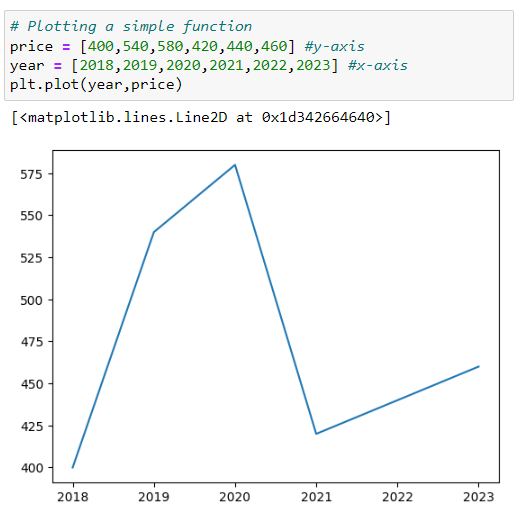 # Plotting a simple function
price = [400,540,580,420,440,460] #y-axis
year = [2018,2019,2020,2021,2022,2023] #x-axis
plt.plot(year,price)
[<matplotlib.lines.Line2D at 0x1d342664640>]
575
550
525
500
475
450
425
400
2018 2019 2020 2021 2022 2023